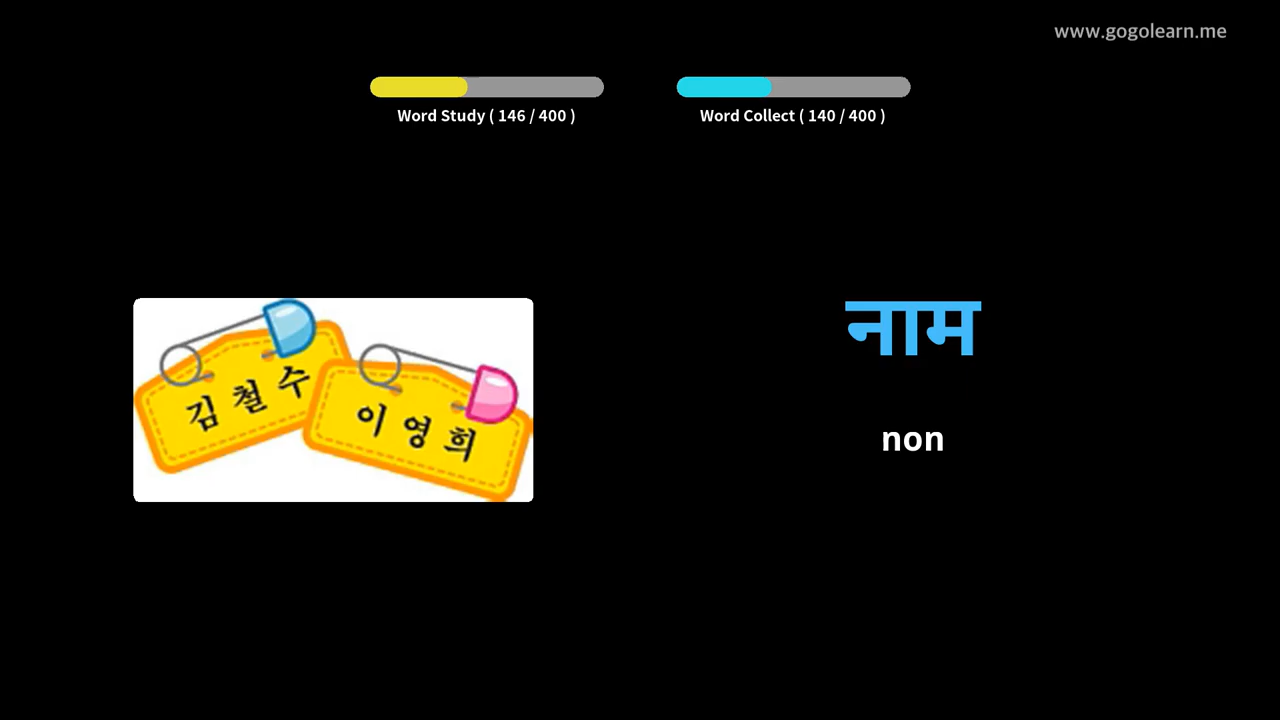 www.gogolearn.me
Word Study ( 146 / 400 )
Word Collect ( 140 / 400 )
김철수
이영희
नाम
non